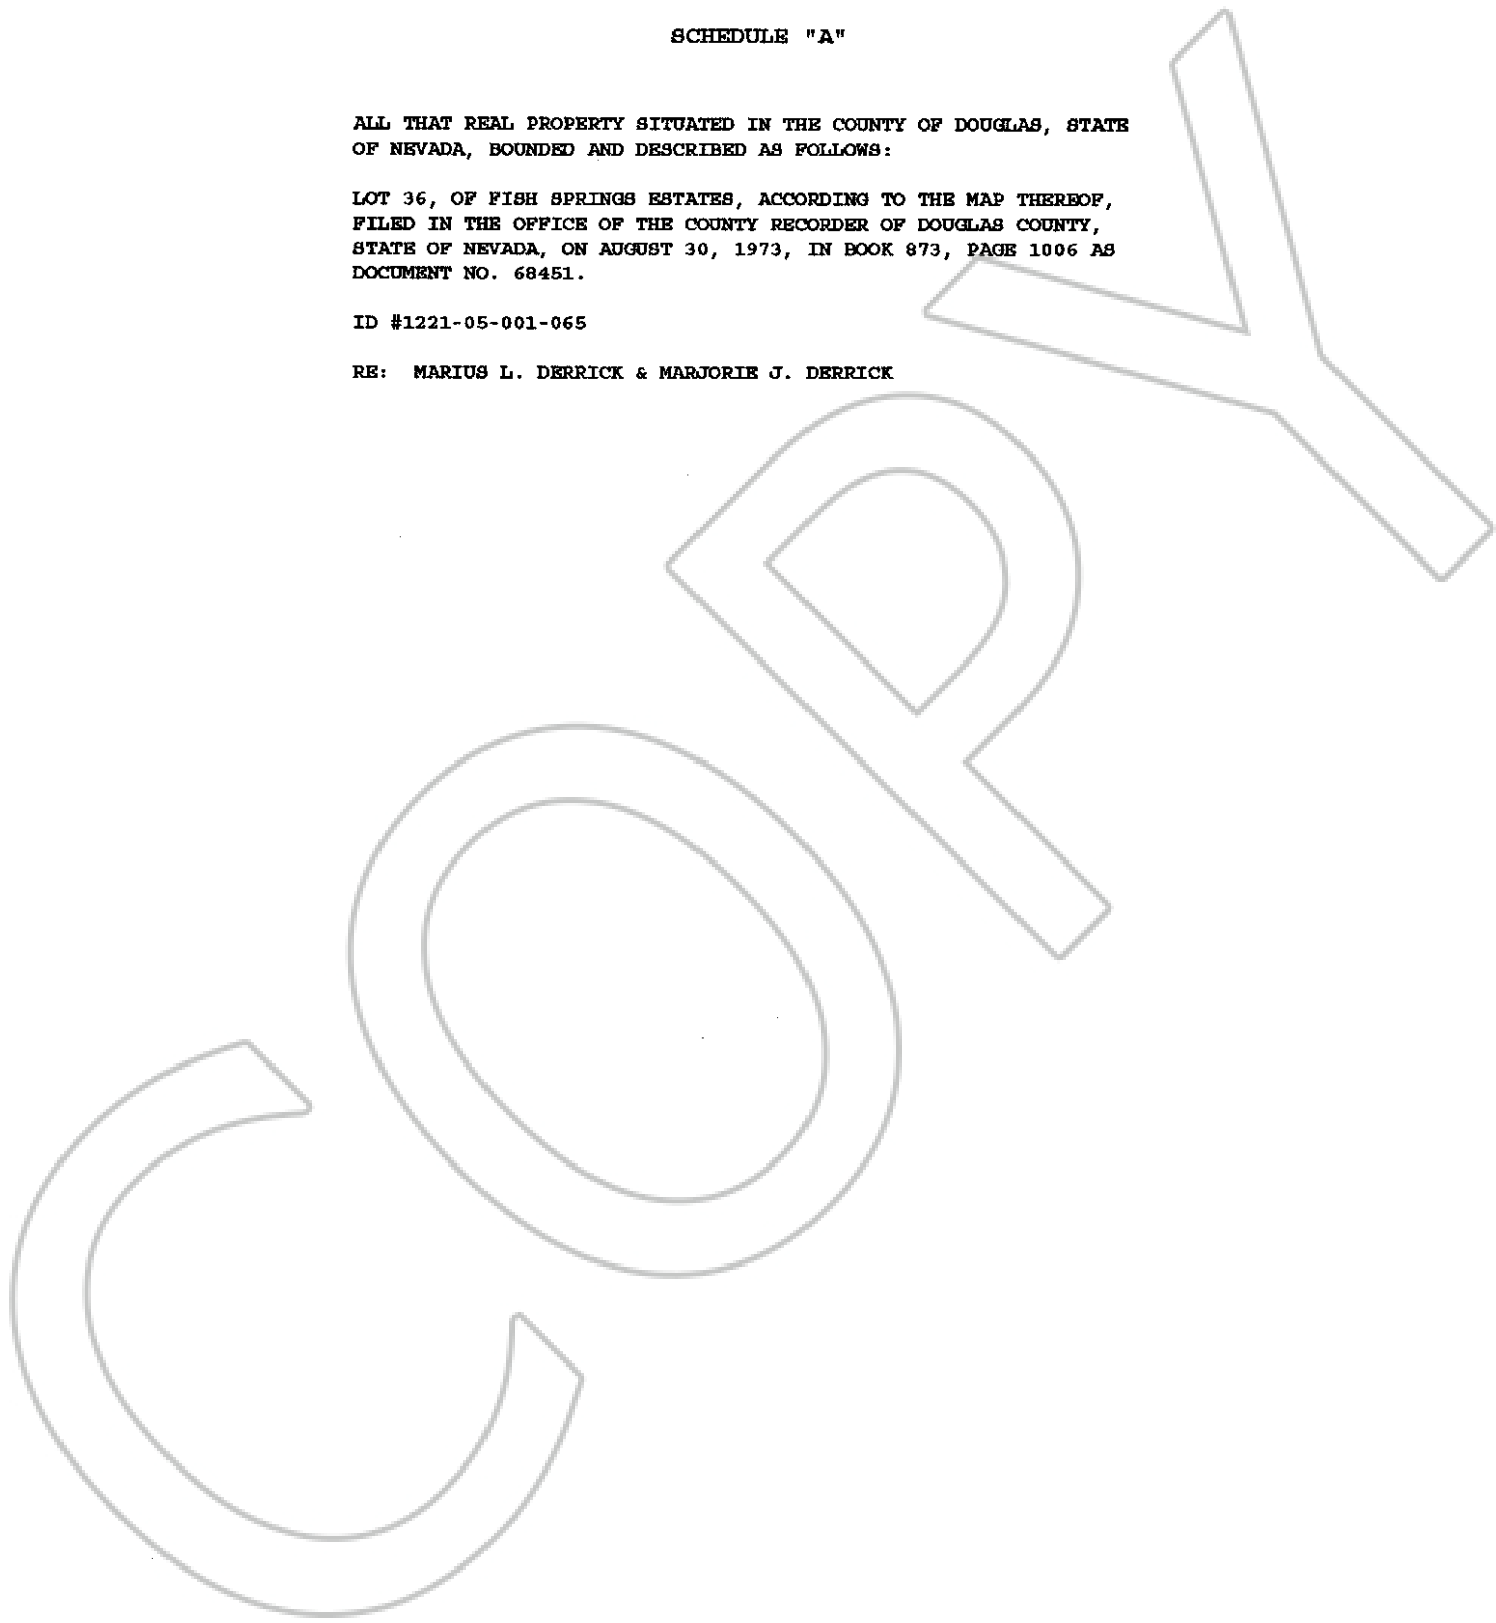 SCHEDULE "A"
ALL THAT REAL PROPERTY SITUATED IN THE COUNTY OF DOUGLAS, STATE
OF NEVADA, BOUNDED AND DESCRIBED AS FOLLOWS:
LOT 36, OF FISH SPRINGS ESTATES, ACCORDING TO THE MAP THEREOF,
FILED IN THE OFFICE OF THE COUNTY RECORDER OF DOUGLAS COUNTY,
STATE OF NEVADA, ON AUGUST 30, 1973, IN BOOK 873, PAGE 1006 AS
DOCUMENT NO. 68451.
ID #1221-05-001-065
RE: MARIUS L. DERRICK & MARJORIE J. DERRICK
COPY